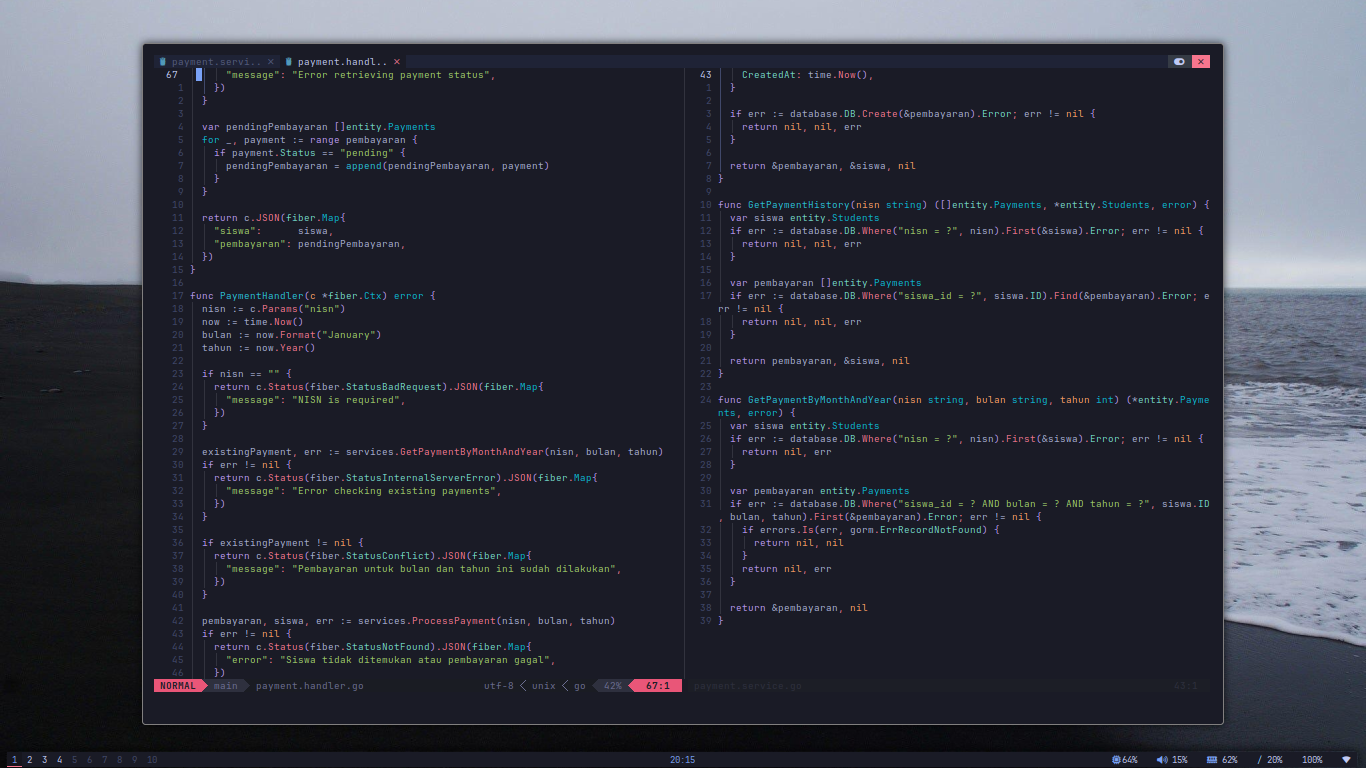 payment.servi.. ×
payment.handl.. ×
67 "message": "Error retrieving payment status",
1 })
2 }
3
4 var pendingPembayaran []entity.Payments
5 for _, payment := range pembayaran {
6 if payment.Status == "pending" {
7 pendingPembayaran = append(pendingPembayaran, payment)
8 }
9 }
10
11 return c.JSON(fiber.Map{
12 "siswa": siswa,
13 "pembayaran": pendingPembayaran,
14 })
15 }
16
17 func PaymentHandler(c *fiber.Ctx) error {
18 nisn := c.Params("nisn")
19 now := time.Now()
20 bulan := now.Format("January")
21 tahun := now.Year()
22
23 if nisn == "" {
24 return c.Status(fiber.StatusBadRequest).JSON(fiber.Map{
25 "message": "NISN is required",
26 })
27 }
28
29 existingPayment, err := services.GetPaymentByMonthAndYear(nisn, bulan, tahun)
30 if err != nil {
31 return c.Status(fiber.StatusInternalServerError).JSON(fiber.Map{
32 "message": "Error checking existing payments",
33 })
34 }
35
36 if existingPayment != nil {
37 return c.Status(fiber.StatusConflict).JSON(fiber.Map{
38 "message": "Pembayaran untuk bulan dan tahun ini sudah dilakukan",
39 })
40 }
41
42 pembayaran, siswa, err := services.ProcessPayment(nisn, bulan, tahun)
43 if err != nil {
44 return c.Status(fiber.StatusNotFound).JSON(fiber.Map{
45 "error": "Siswa tidak ditemukan atau pembayaran gagal",
46 })
NORMAL main payment.handler.go utf-8 < unix < go 42% 67:1
43 CreatedAt: time.Now(),
1 }
2
3 if err := database.DB.Create(&pembayaran).Error; err != nil {
4 return nil, nil, err
5 }
6
7 return &pembayaran, &siswa, nil
8 }
9
10 func GetPaymentHistory(nisn string) ([]entity.Payments, *entity.Students, error) {
11 var siswa entity.Students
12 if err := database.DB.Where("nisn = ?", nisn).First(&siswa).Error; err != nil {
13 return nil, nil, err
14 }
15
16 var pembayaran []entity.Payments
17 if err := database.DB.Where("siswa_id = ?", siswa.ID).Find(&pembayaran).Error; e
rr != nil {
18 return nil, nil, err
19 }
20
21 return pembayaran, &siswa, nil
22 }
23
24 func GetPaymentByMonthAndYear(nisn string, bulan string, tahun int) (*entity.Payme
nts, error) {
25 var siswa entity.Students
26 if err := database.DB.Where("nisn = ?", nisn).First(&siswa).Error; err != nil {
27 return nil, err
28 }
29
30 var pembayaran entity.Payments
31 if err := database.DB.Where("siswa_id = ? AND bulan = ? AND tahun = ?", siswa.ID
, bulan, tahun).First(&pembayaran).Error; err != nil {
32 if errors.Is(err, gorm.ErrRecordNotFound) {
33 return nil, nil
34 }
35 return nil, err
36 }
37
38 return &pembayaran, nil
39 }
payment.service.go 43:1
1 2 3 4 5 6 7 8 9 10
20:15
64% 15% 62% / 20% 100%